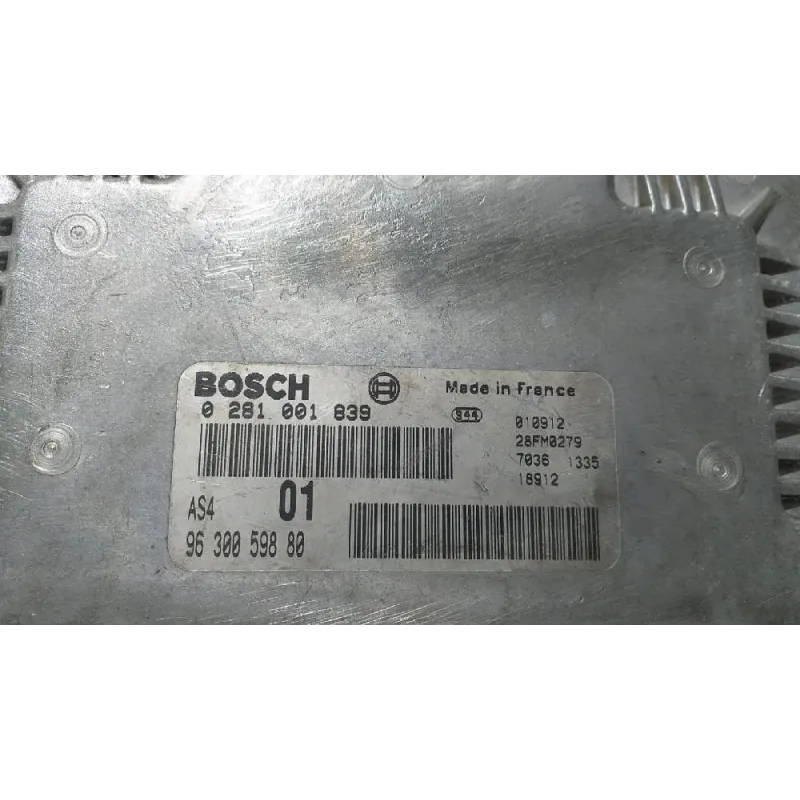 BOSCH Made in France
0 281 001 839 944 010912
28FM0279
7036 1335
18912
AS4 01
96 300 598 80